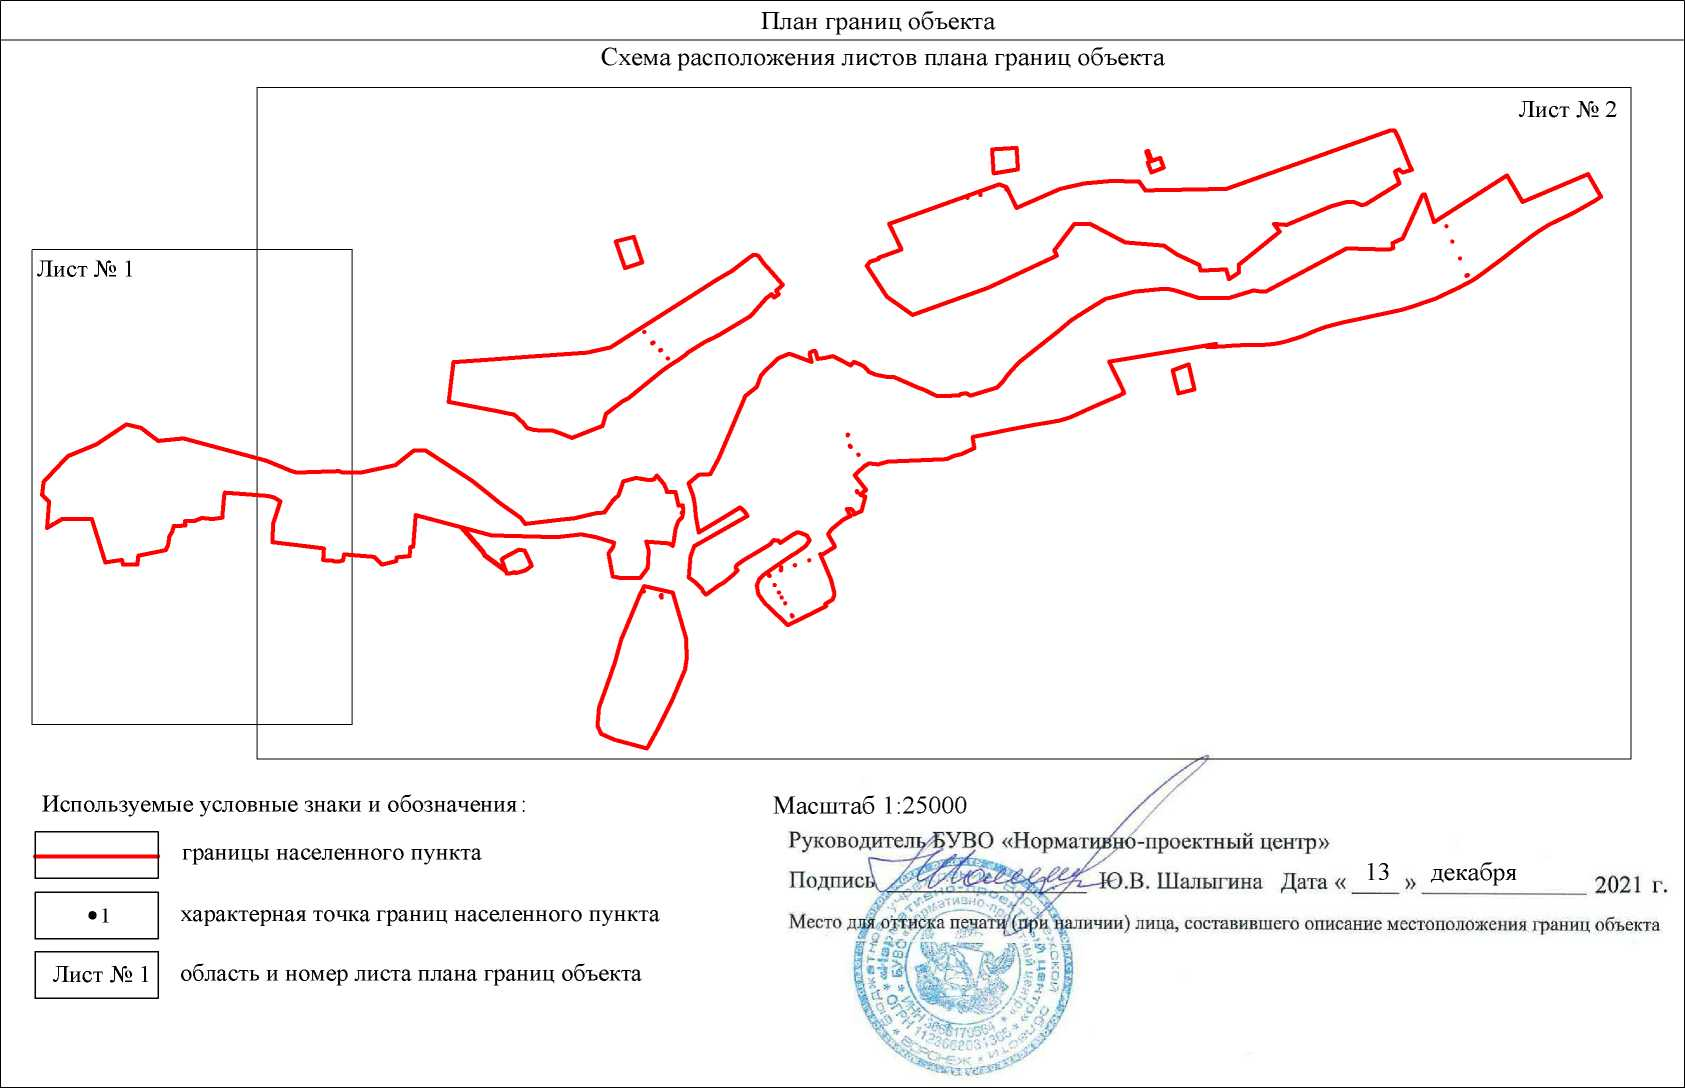 План границ объекта
Схема расположения листов плана границ объекта
Лист № 2
Лист № 1
Используемые условные знаки и обозначения:
границы населенного пункта
•1 характерная точка границ населенного пункта
Лист № 1 область и номер листа плана границ объекта
Масштаб 1:25000
Руководитель БУВО «Нормативно-проектный центр»
Подпись Ю.В. Шалыгина Дата « 13 » декабря 2021 г.
Место для оттиска печати (при наличии) лица, составившего описание местоположения границ объекта